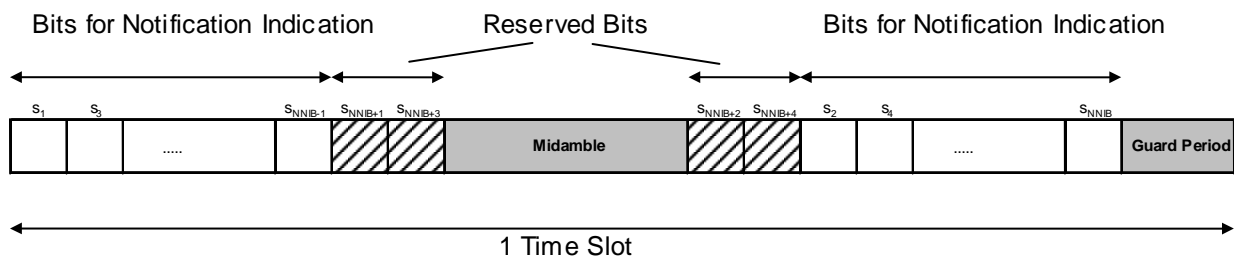 Bits for Notification Indication Reserved Bits Bits for Notification Indication
s1 s3 sNNIB-1 sNNIB+1 sNNIB+3 sNNIB+2 sNNIB+4 s2 s4 sNNIB
..... Midamble ..... Guard Period
1 Time Slot